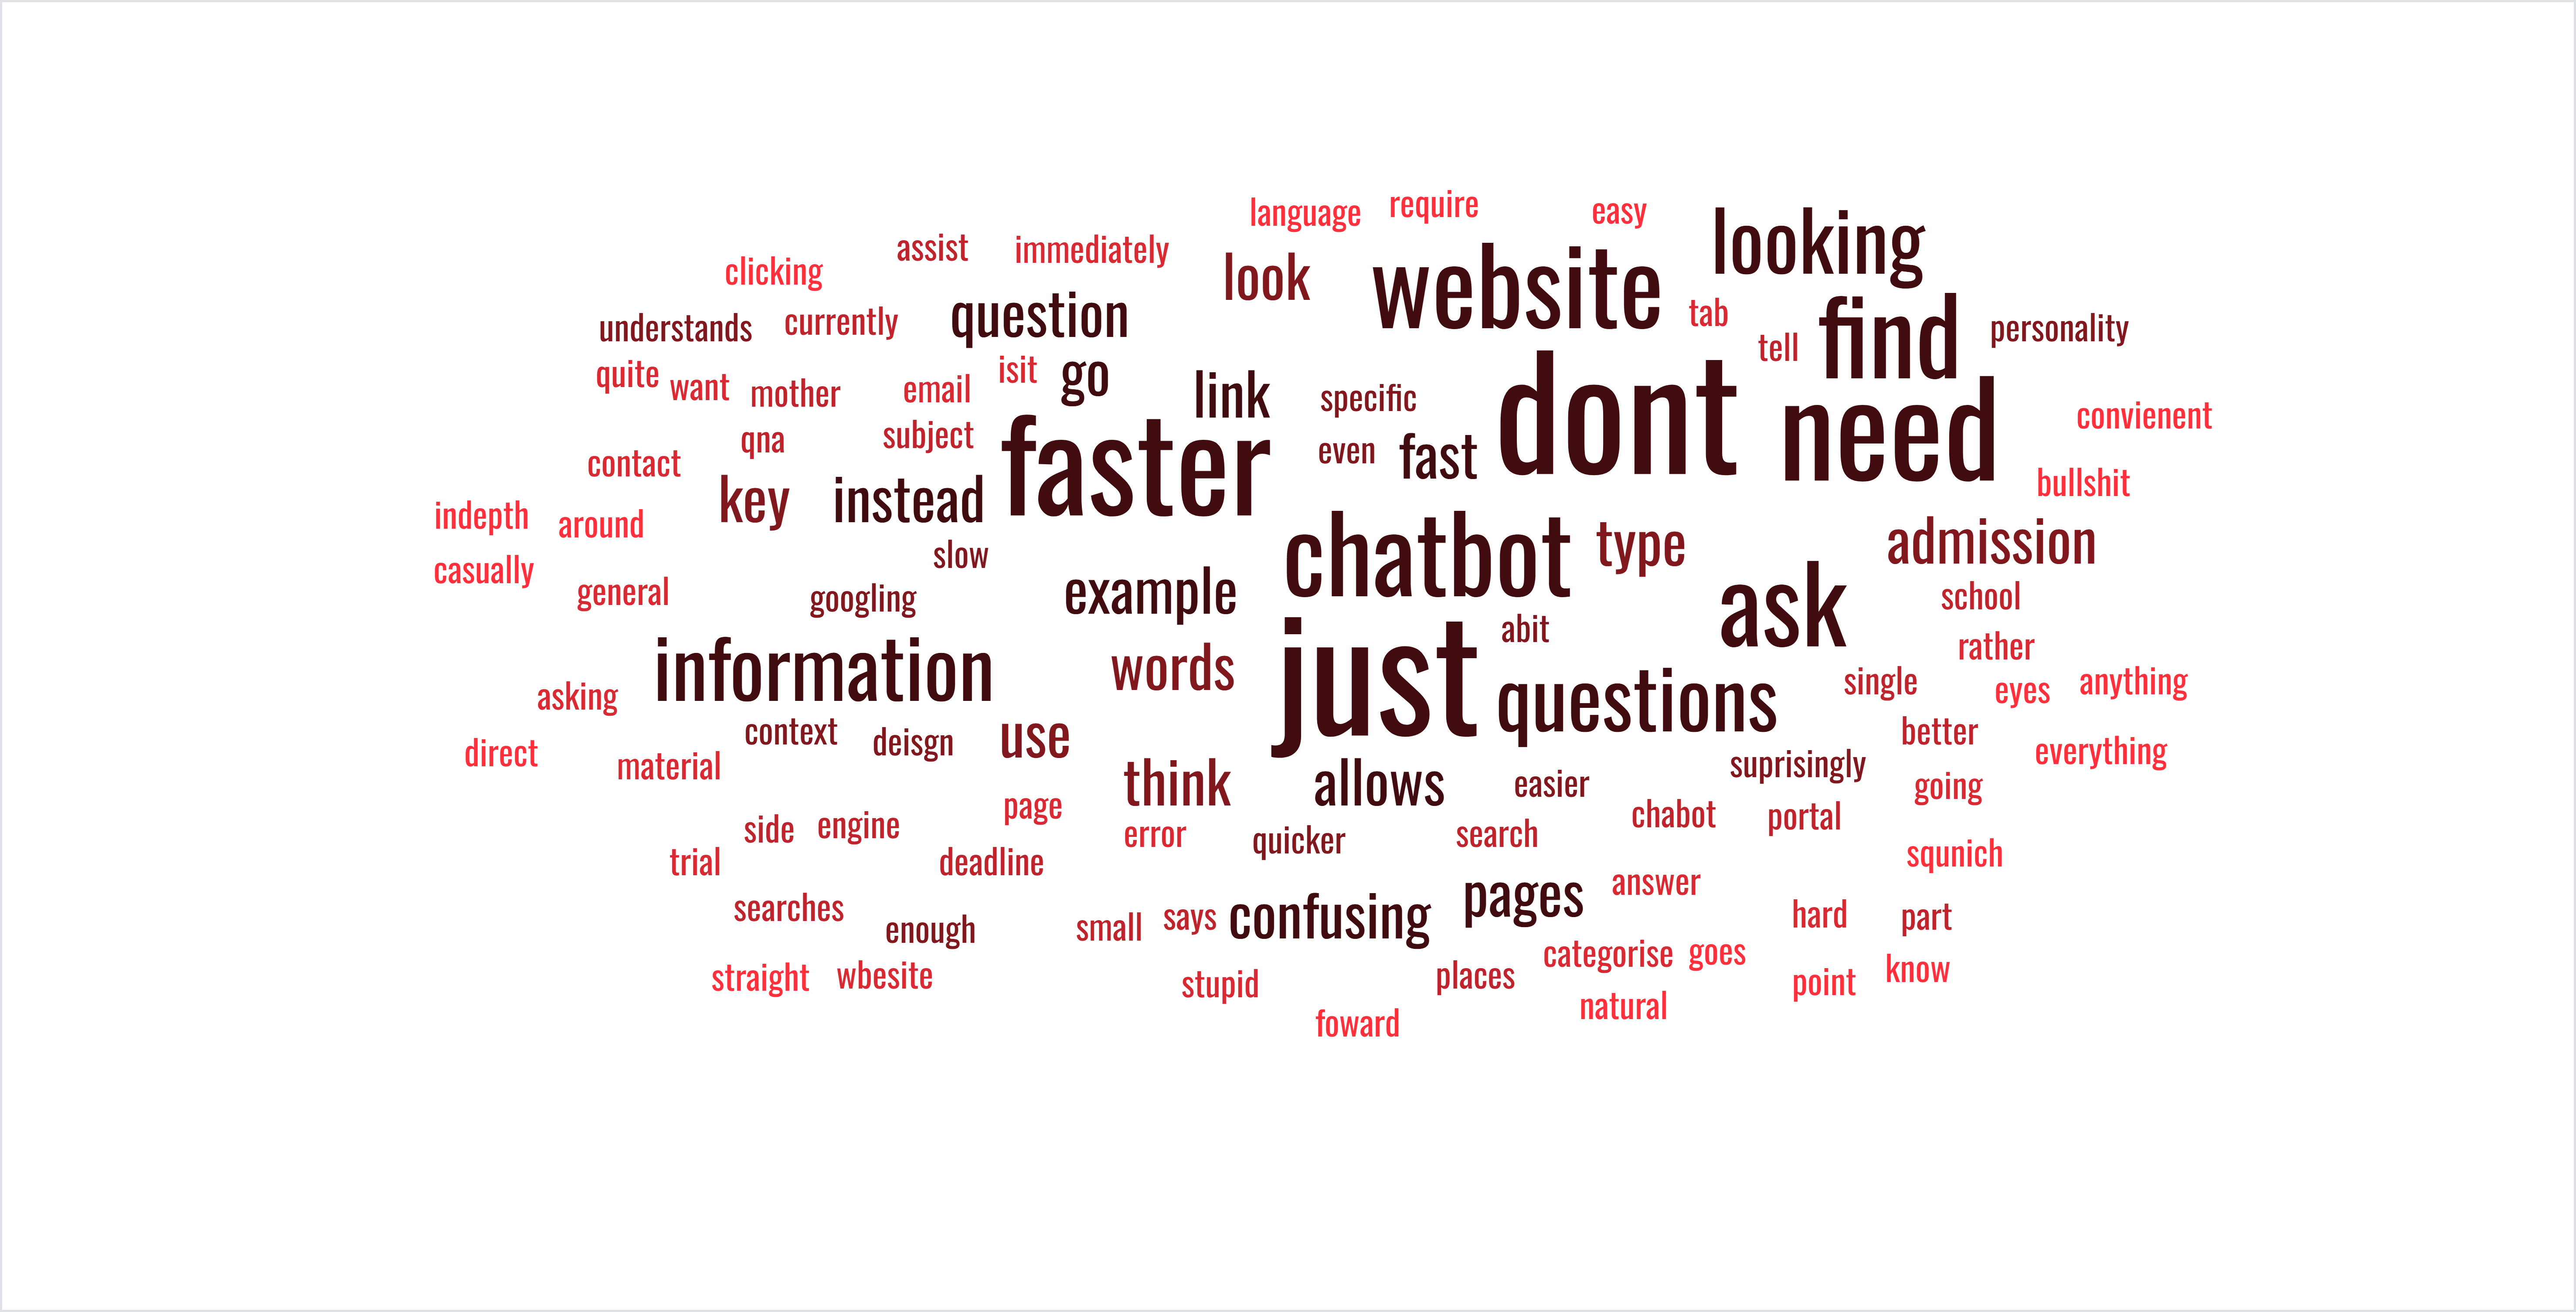 language
require
easy
looking
assist
immediately
look
website
clicking
question
tab
find
personality
understands
currently
tell
quite
want
mother
email
isit
go
link
specific
dont
need
convienent
qna
subject
faster
even
fast
contact
bullshit
indepth
around
key
instead
chatbot
type
admission
casually
slow
general
googling
example
ask
school
information
words
just
abit
rather
asking
questions
single
eyes
anything
direct
context
deisgn
use
better
everything
material
think
allows
easier
suprisingly
going
page
chabot
portal
side
engine
error
quicker
search
trial
deadline
squnich
searches
enough
small
says
confusing
pages
answer
hard
part
straight
wbesite
stupid
places
categorise
goes
point
know
foward
natural